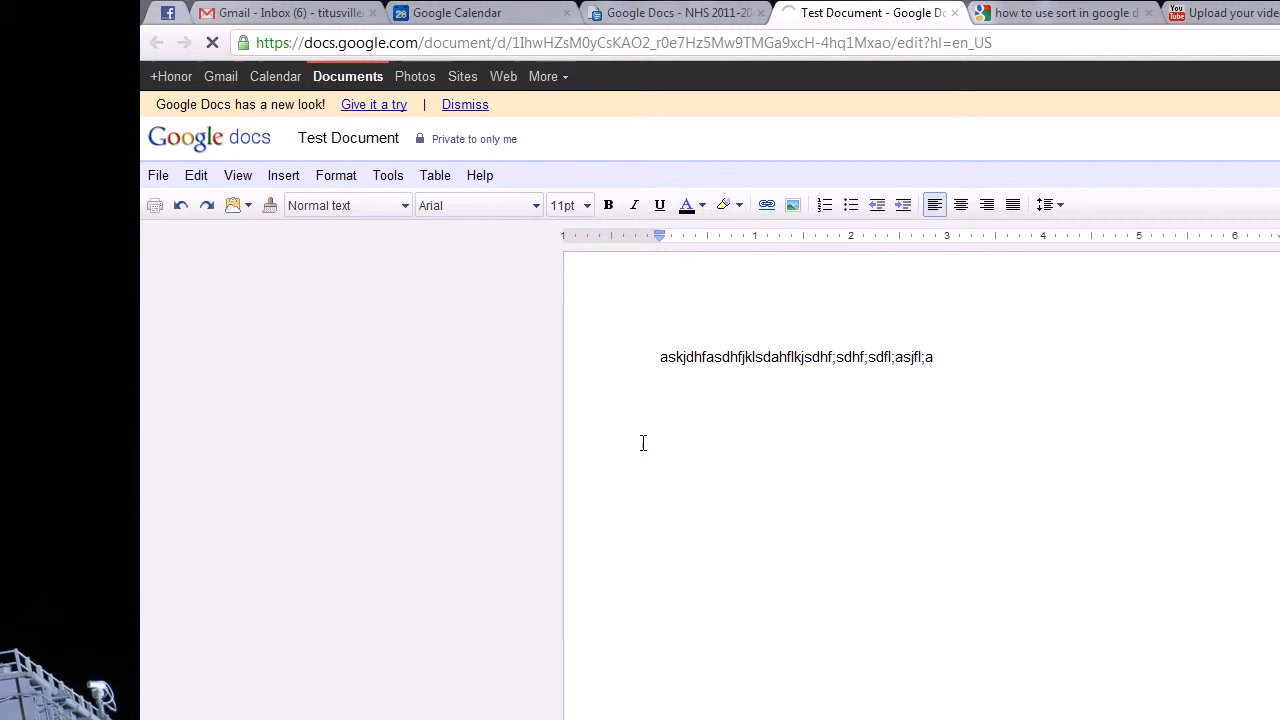 Gmail - Inbox (6) - titusville Google Calendar Google Docs - NHS 2011-20 Test Document - Google Do how to use sort in google d Upload your vide
https://docs.google.com/document/d/1IhwHZsM0yCsKAO2_r0e7Hz5Mw9TMGa9xcH-4hq1Mxao/edit?hl=en_US
+Honor Gmail Calendar Documents Photos Sites Web More
Google Docs has a new look! Give it a try | Dismiss
Google docs Test Document Private to only me
File Edit View Insert Format Tools Table Help
Normal text Arial 11pt B I U A
1 1 2 3 4 5 6
askjdhfasdhfjklsdahflkjsdhf;sdhf;sdfl;asjfl;a